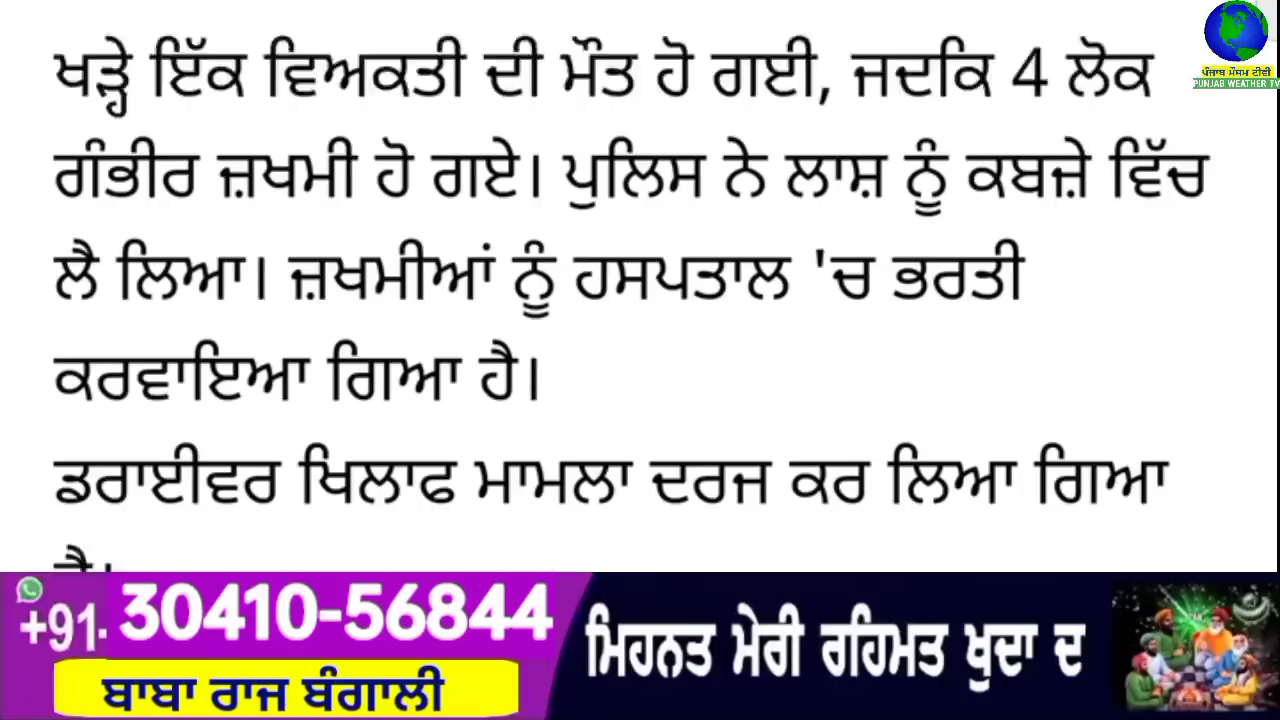 ਪੰਜਾਬ ਮੌਸਮ ਟੀਵੀ
PUNJAB WEATHER TV
ਖੜ੍ਹੇ ਇੱਕ ਵਿਅਕਤੀ ਦੀ ਮੌਤ ਹੋ ਗਈ, ਜਦਕਿ 4 ਲੋਕ
ਗੰਭੀਰ ਜ਼ਖਮੀ ਹੋ ਗਏ। ਪੁਲਿਸ ਨੇ ਲਾਸ਼ ਨੂੰ ਕਬਜ਼ੇ ਵਿੱਚ
ਲੈ ਲਿਆ। ਜ਼ਖਮੀਆਂ ਨੂੰ ਹਸਪਤਾਲ 'ਚ ਭਰਤੀ
ਕਰਵਾਇਆ ਗਿਆ ਹੈ।
ਡਰਾਈਵਰ ਖਿਲਾਫ ਮਾਮਲਾ ਦਰਜ ਕਰ ਲਿਆ ਗਿਆ
+91- 30410-56844
ਬਾਬਾ ਰਾਜ ਬੰਗਾਲੀ
ਮਿਹਨਤ ਮੇਰੀ ਰਹਿਮਤ ਖੁਦਾ ਦ